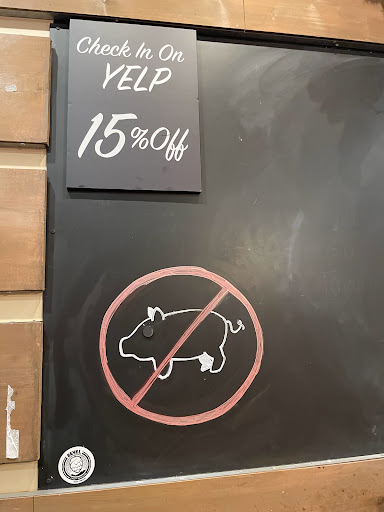 Check In On
YELP
15% Off